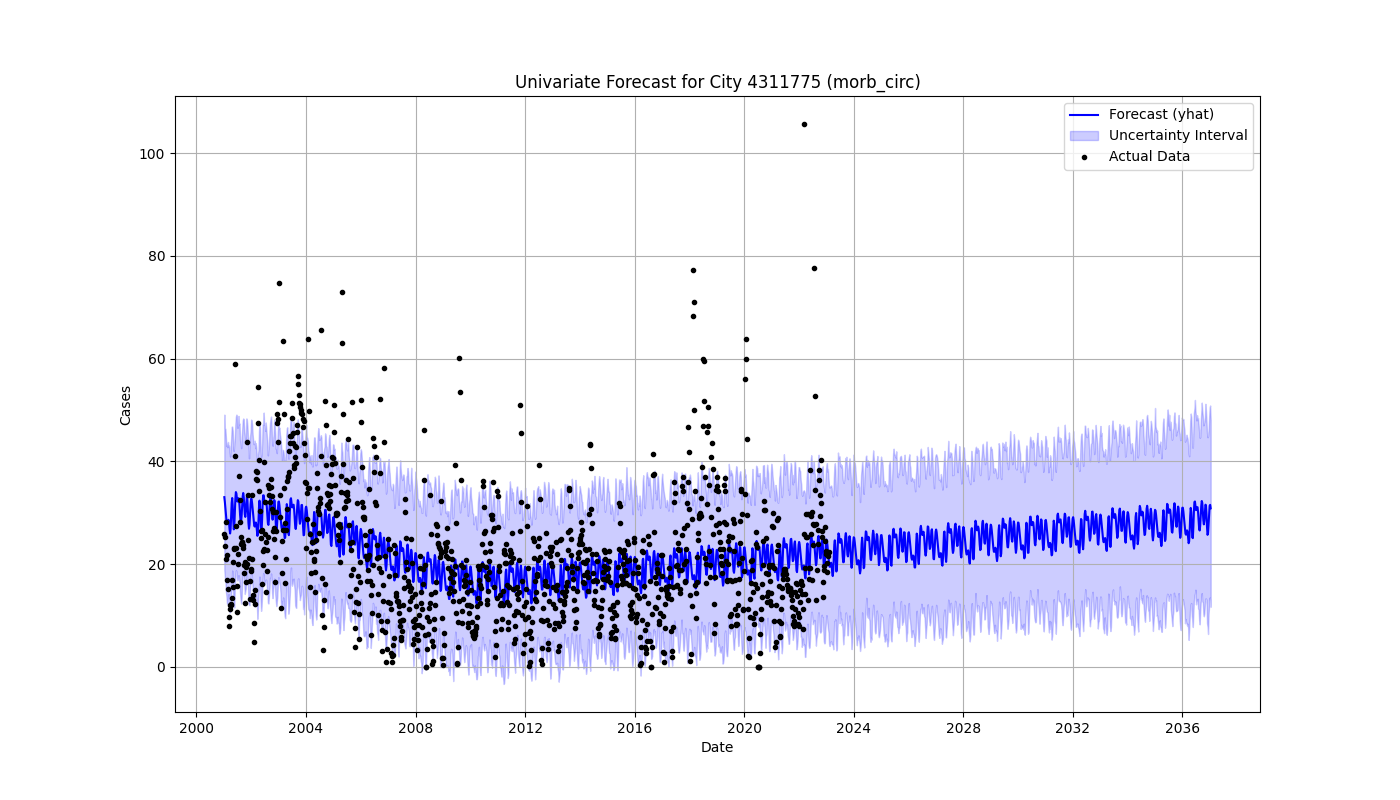 Univariate Forecast for City 4311775 (morb_circ)
Forecast (yhat)
Uncertainty Interval
Actual Data
Cases
100
80
60
40
20
0
2000 2004 2008 2012 2016 2020 2024 2028 2032 2036
Date